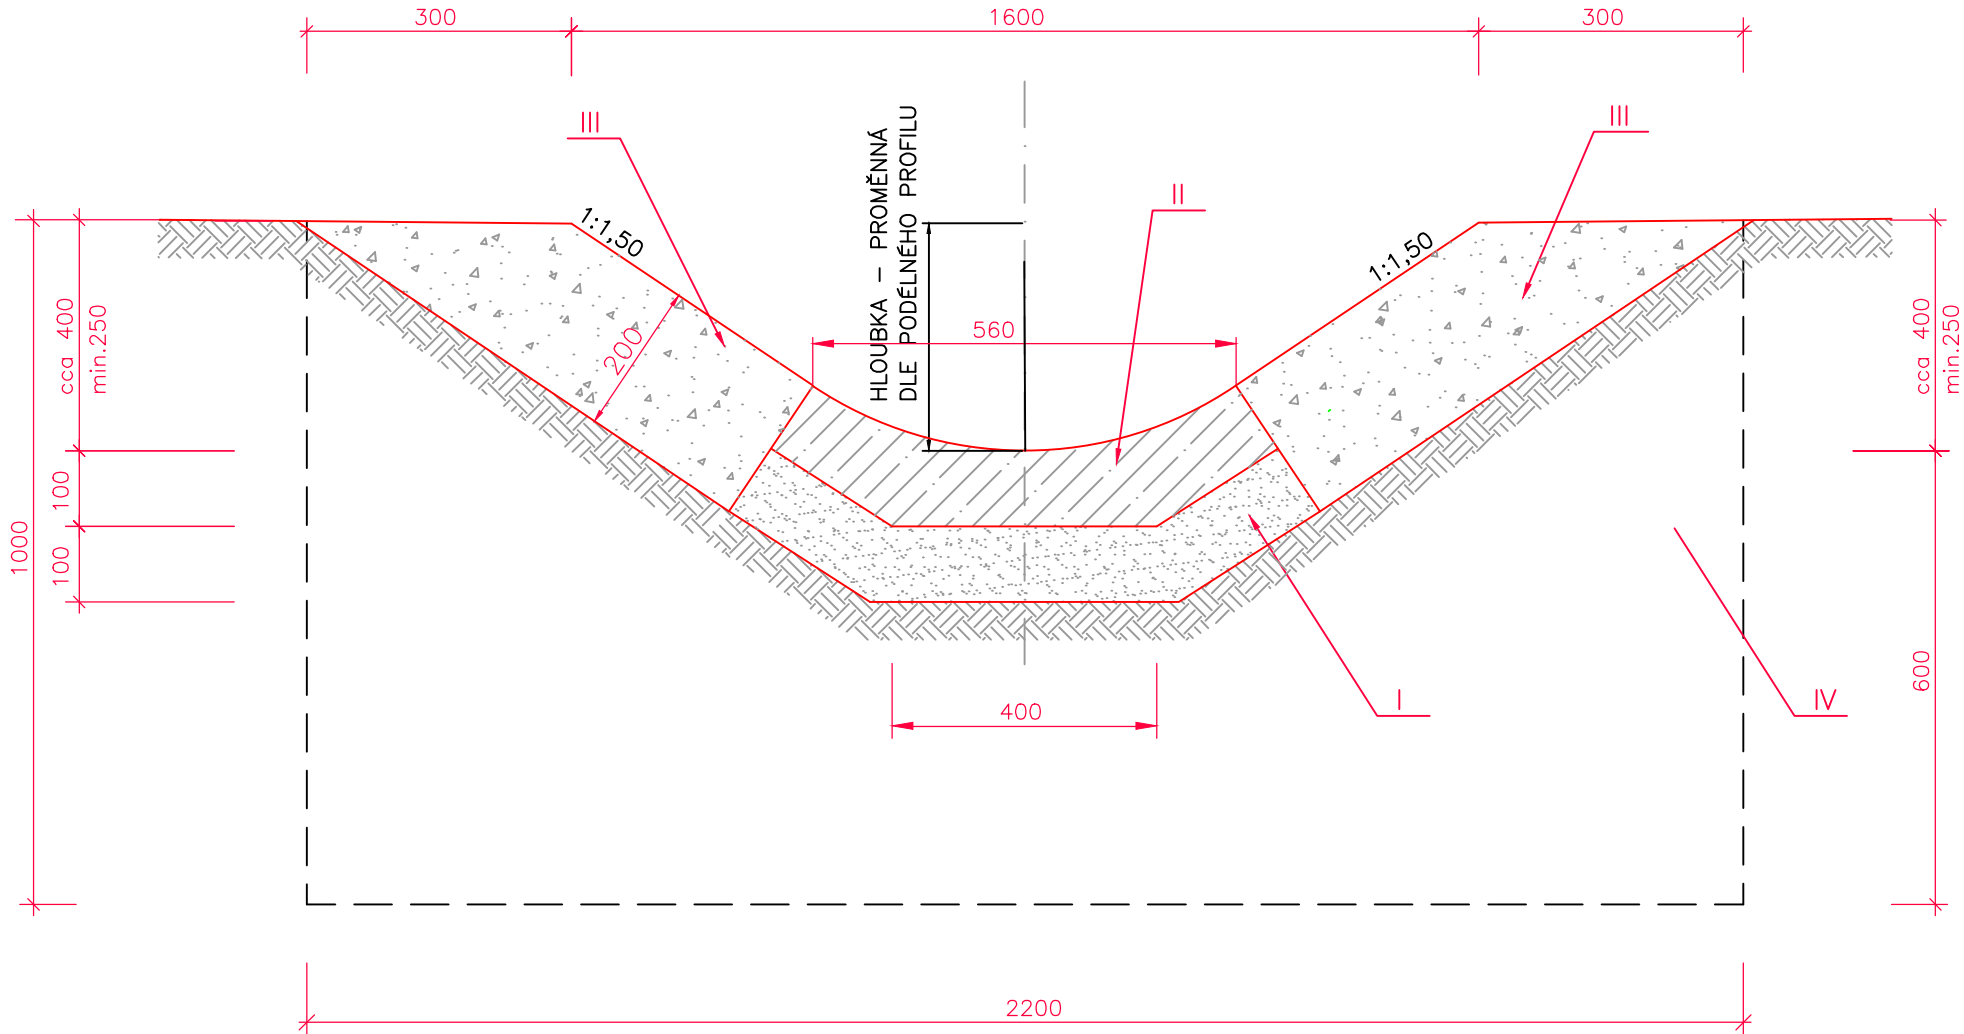 300
1600
300
III
III
II
HLOUBKA – PROMĚNNÁ
DLE PODÉLNÉHO PROFILU
1:1,50
1:1,50
560
200
cca 400
min.250
cca 400
min.250
100
100
1000
600
400
I
IV
2200